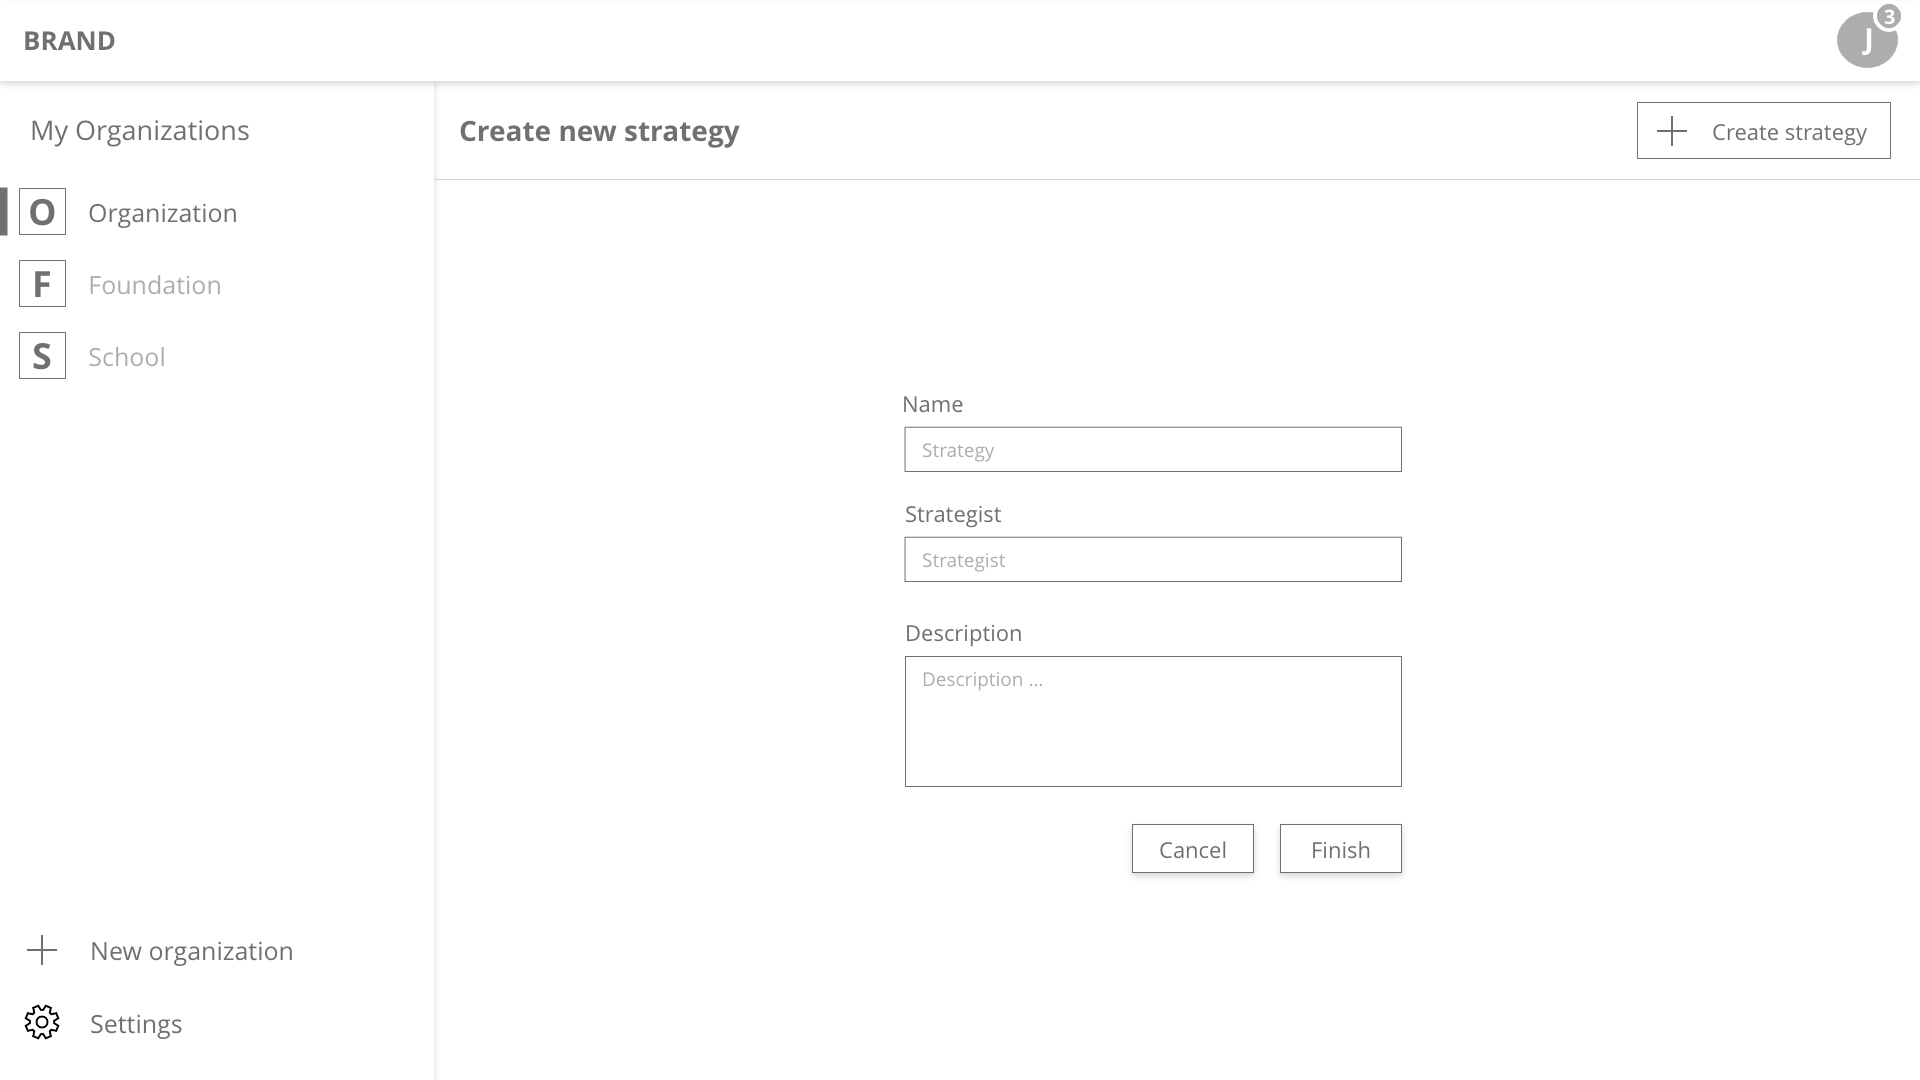 BRAND
J
3
My Organizations
O Organization
F Foundation
S School
New organization
Settings
Create new strategy
Create strategy
Name
Strategy
Strategist
Strategist
Description
Description ...
Cancel
Finish